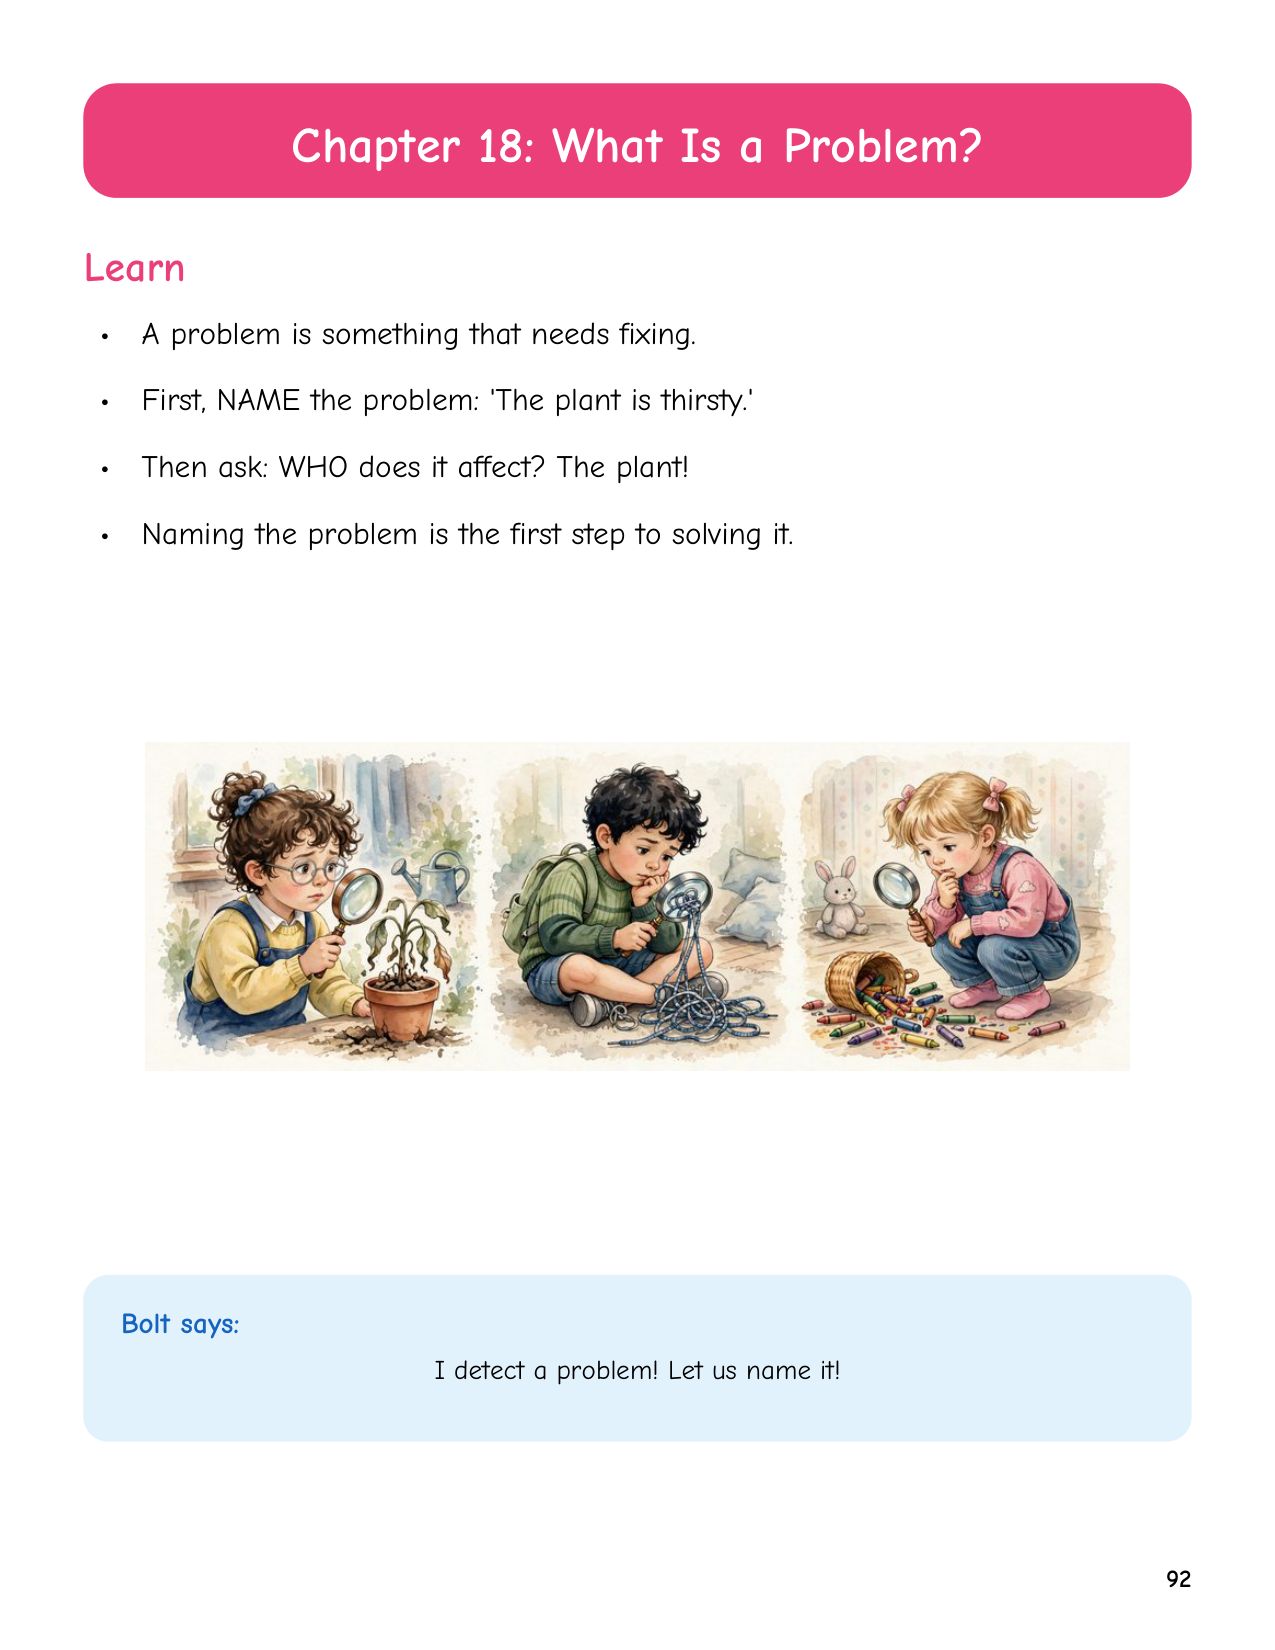 Chapter 18: What Is a Problem?
Learn
• A problem is something that needs fixing.
• First, NAME the problem: 'The plant is thirsty.'
• Then ask: WHO does it affect? The plant!
• Naming the problem is the first step to solving it.
Bolt says:
I detect a problem! Let us name it!
92